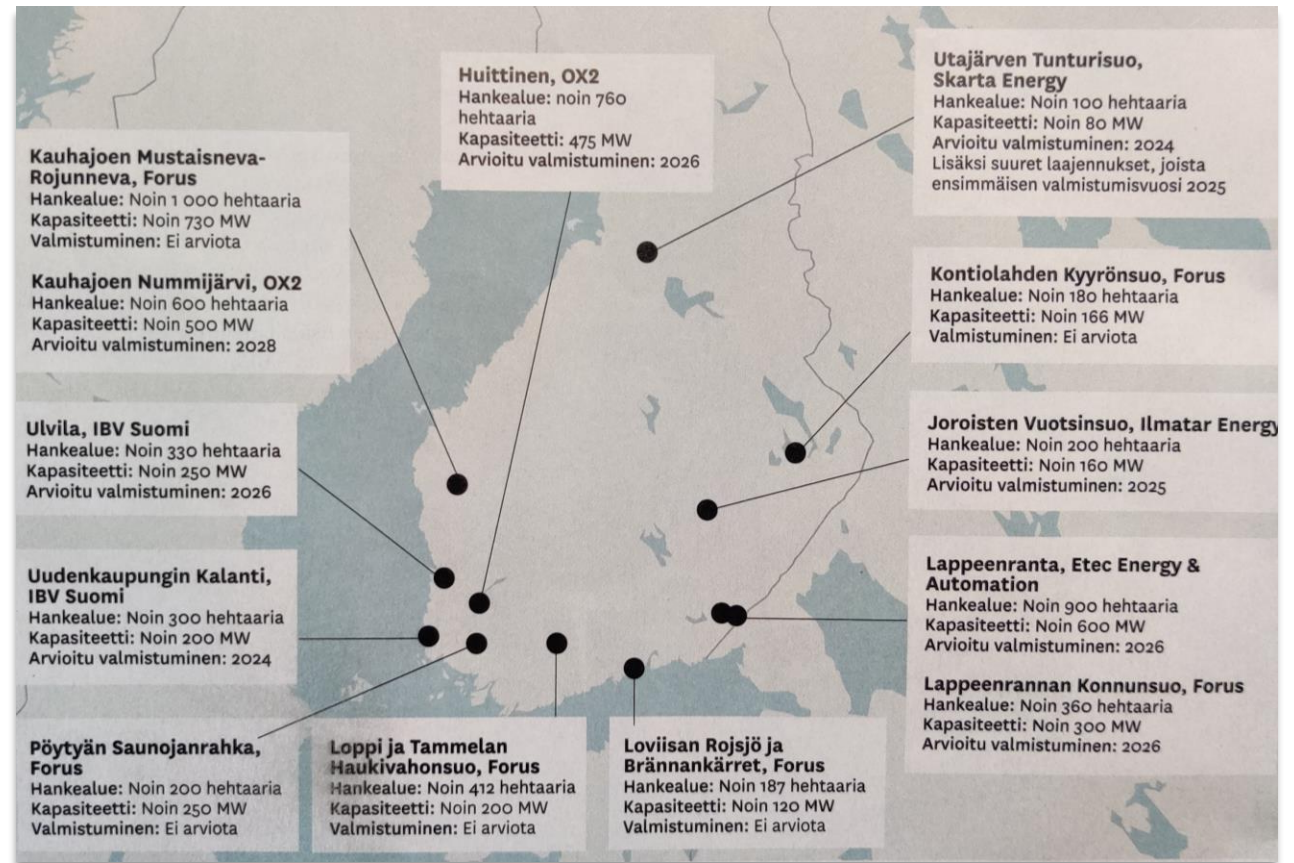 Huittinen, OX2
Hankealue: noin 760
hehtaaria
Kapasiteetti: 475 MW
Arvioitu valmistuminen: 2026
Utajärven Tunturisuo,
Skarta Energy
Hankealue: Noin 100 hehtaaria
Kapasiteetti: Noin 80 MW
Arvioitu valmistuminen: 2024
Lisäksi suuret laajennukset, joista
ensimmäisen valmistumisvuosi 2025
Kauhajoen Mustaisneva-
Rojunneva, Forus
Hankealue: Noin 1 000 hehtaaria
Kapasiteetti: Noin 730 MW
Valmistuminen: Ei arviota
Kauhajoen Nummijärvi, OX2
Hankealue: Noin 600 hehtaaria
Kapasiteetti: Noin 500 MW
Arvioitu valmistuminen: 2028
Kontiolahden Kyyrönsuo, Forus
Hankealue: Noin 180 hehtaaria
Kapasiteetti: Noin 166 MW
Valmistuminen: Ei arviota
Ulvila, IBV Suomi
Hankealue: Noin 330 hehtaaria
Kapasiteetti: Noin 250 MW
Arvioitu valmistuminen: 2026
Joroisten Vuotsinsuo, Ilmatar Energy
Hankealue: Noin 200 hehtaaria
Kapasiteetti: Noin 160 MW
Arvioitu valmistuminen: 2025
Uudenkaupungin Kalanti,
IBV Suomi
Hankealue: Noin 300 hehtaaria
Kapasiteetti: Noin 200 MW
Arvioitu valmistuminen: 2024
Lappeenranta, Etec Energy &
Automation
Hankealue: Noin 900 hehtaaria
Kapasiteetti: Noin 600 MW
Arvioitu valmistuminen: 2026
Lappeenrannan Konnunsuo, Forus
Hankealue: Noin 360 hehtaaria
Kapasiteetti: Noin 300 MW
Arvioitu valmistuminen: 2026
Pöytyän Saunojanrahka,
Forus
Hankealue: Noin 200 hehtaaria
Kapasiteetti: Noin 250 MW
Valmistuminen: Ei arviota
Loppi ja Tammelan
Haukivahonsuo, Forus
Hankealue: Noin 412 hehtaaria
Kapasiteetti: Noin 200 MW
Valmistuminen: Ei arviota
Loviisan Rojsjö ja
Brännankärret, Forus
Hankealue: Noin 187 hehtaaria
Kapasiteetti: Noin 120 MW
Valmistuminen: Ei arviota